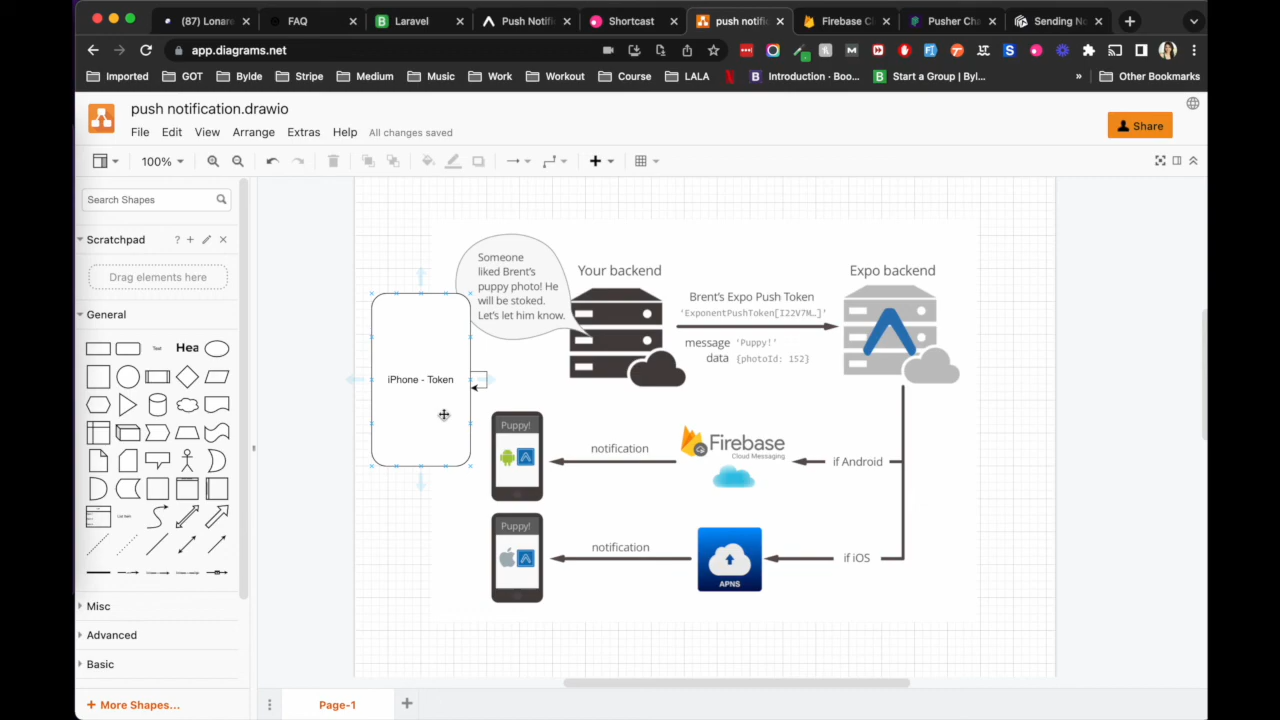 (87) Lonare
FAQ
Laravel
Push Notifi
Shortcast
push notifi
Firebase C
Pusher Cha
Sending No
app.diagrams.net
Imported
GOT
Bylde
Stripe
Medium
Music
Work
Workout
Course
LALA
Introduction - Boo...
Start a Group | Byl...
»
Other Bookmarks
push notification.drawio
File
Edit
View
Arrange
Extras
Help
All changes saved
Share
100%
Search Shapes
Scratchpad
?
Drag elements here
General
Text
Hea
List Item
Misc
Advanced
Basic
+ More Shapes...
Someone
liked Brent's
puppy photo! He
will be stoked.
Let's let him know.
Your backend
Expo backend
Brent's Expo Push Token
'ExponentPushToken[I22V7M…]'
message 'Puppy!'
data {photoId: 152}
iPhone - Token
Puppy!
notification
Firebase
Cloud Messaging
if Android
Puppy!
notification
APNS
if iOS
Page-1